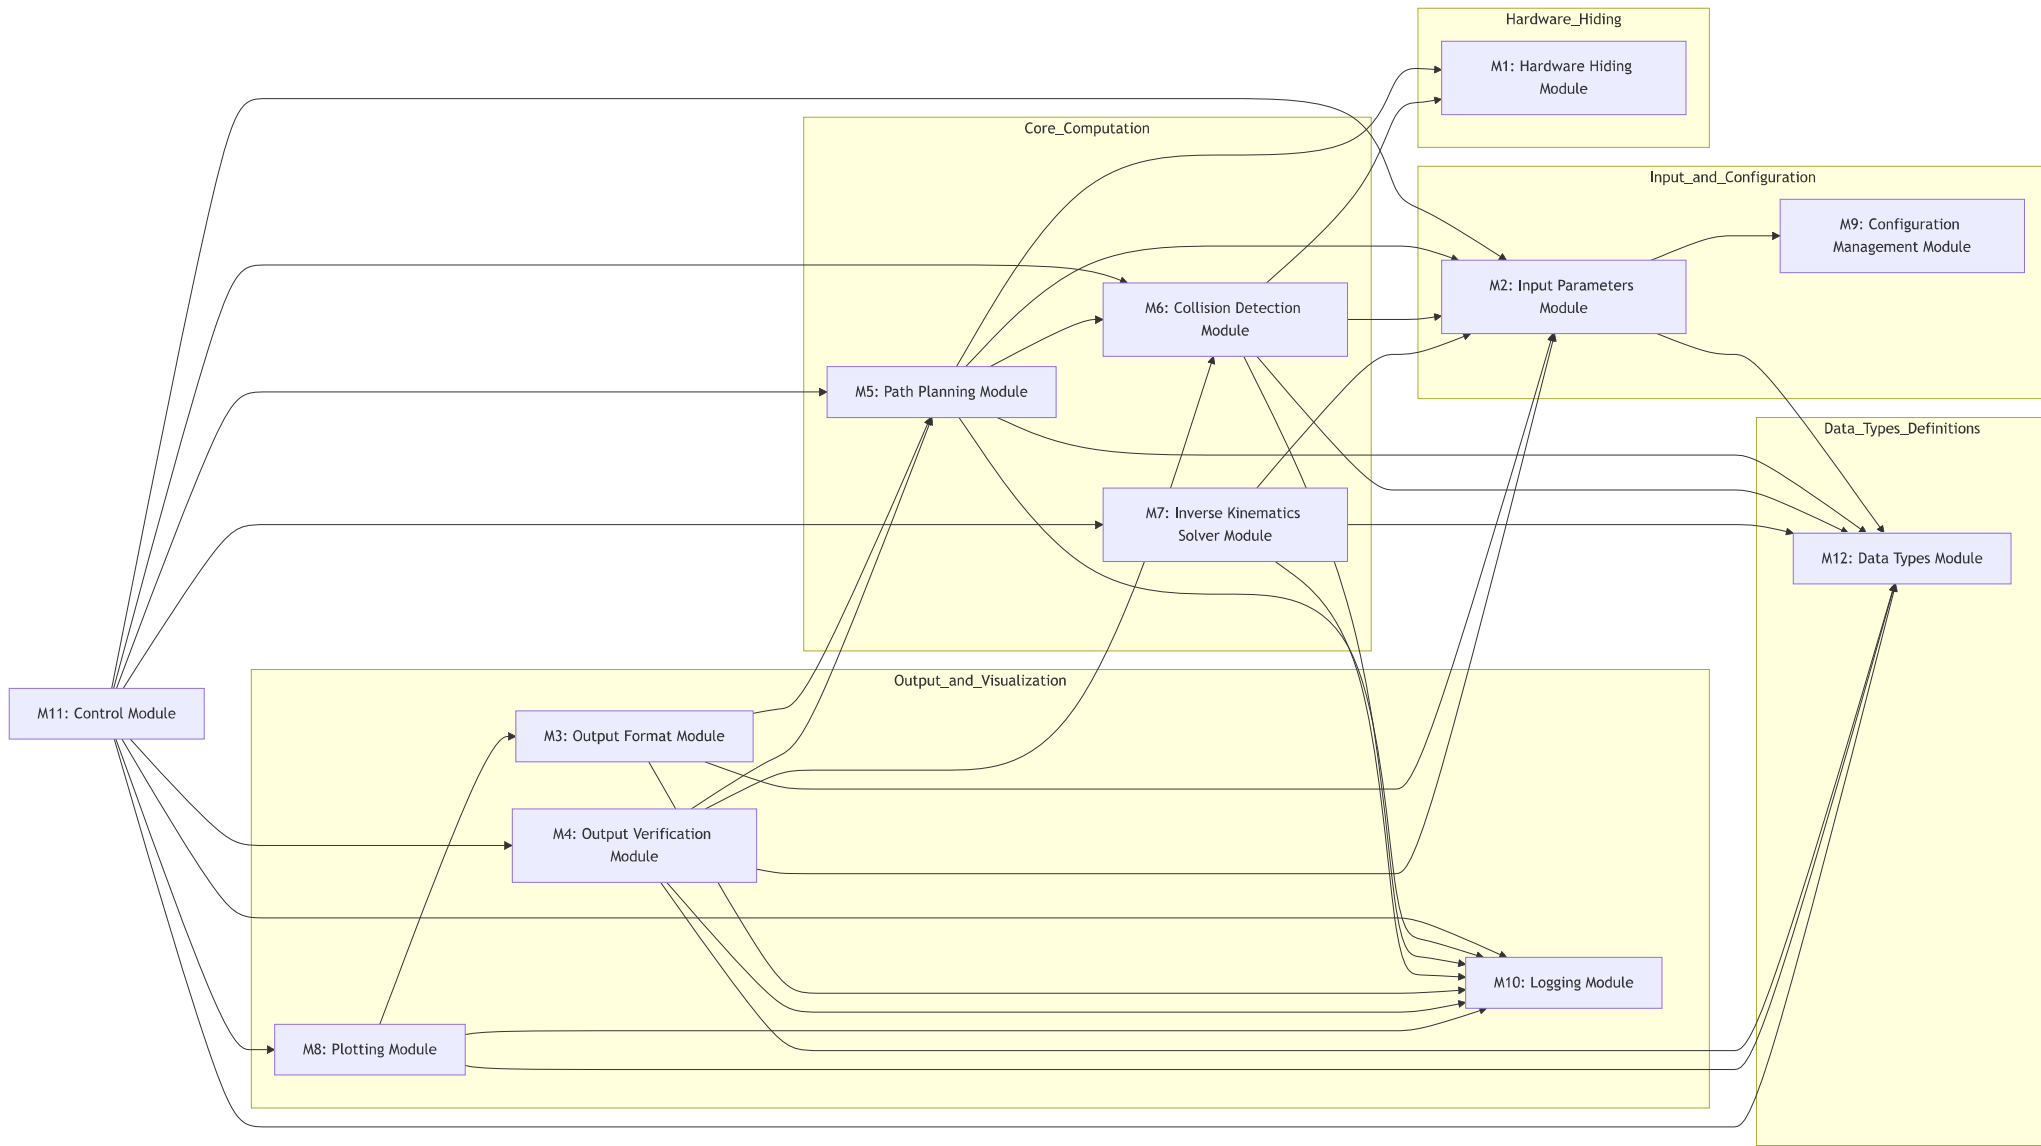 Hardware_Hiding
M1: Hardware Hiding
Module
Core_Computation
Input_and_Configuration
M9: Configuration
Management Module
M2: Input Parameters
Module
M6: Collision Detection
Module
M5: Path Planning Module
Data_Types_Definitions
M7: Inverse Kinematics
Solver Module
M12: Data Types Module
Output_and_Visualization
M11: Control Module
M3: Output Format Module
M4: Output Verification
Module
M10: Logging Module
M8: Plotting Module